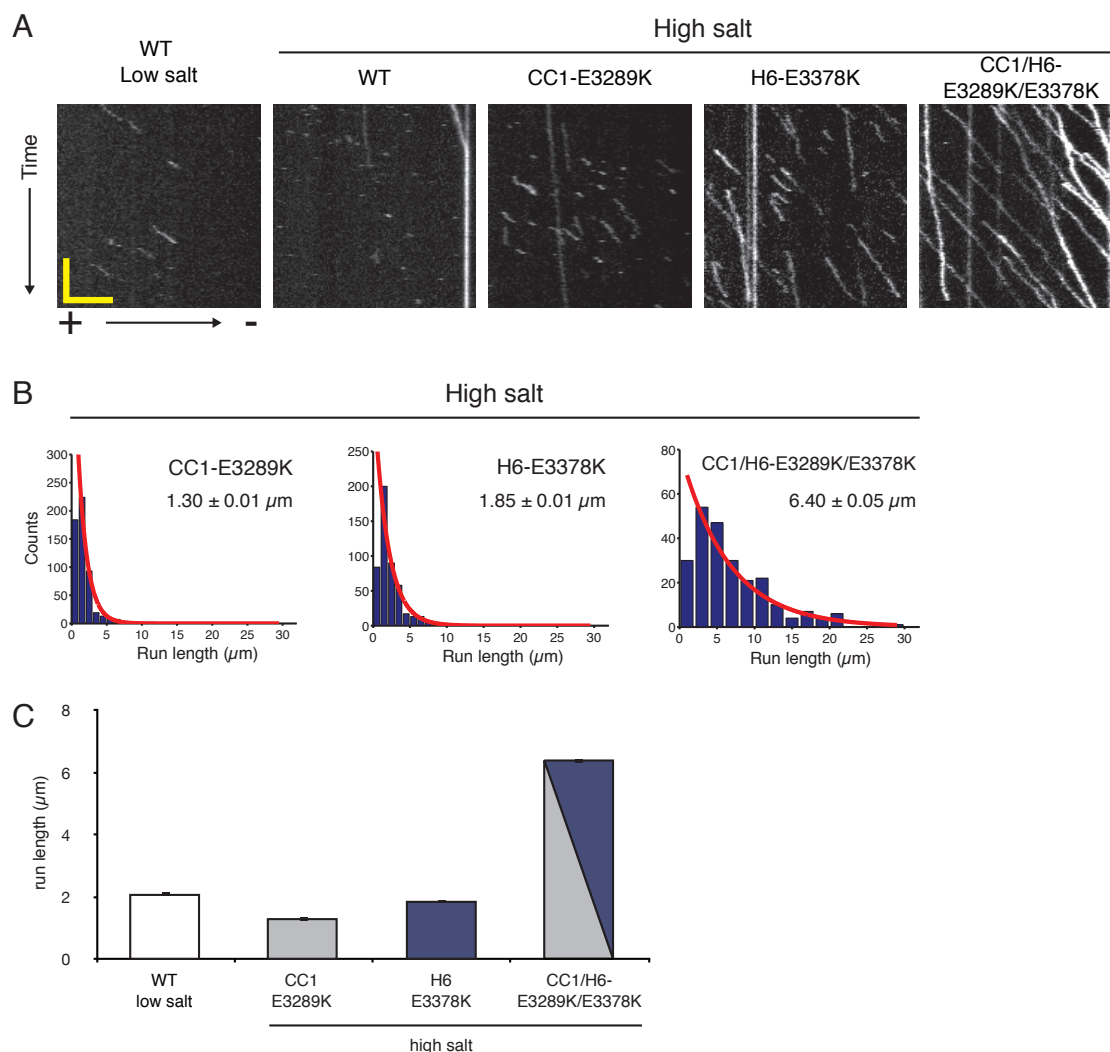 A
WT
Low salt
High salt
WT
CC1-E3289K
H6-E3378K
CC1/H6-
E3289K/E3378K
Time
+
-
B
High salt
CC1-E3289K
1.30 ± 0.01 µm
Counts
300
250
200
150
100
50
0
0 5 10 15 20 25 30
Run length (µm)
H6-E3378K
1.85 ± 0.01 µm
250
200
150
100
50
0
0 5 10 15 20 25 30
Run length (µm)
CC1/H6-E3289K/E3378K
6.40 ± 0.05 µm
80
60
40
20
0
0 5 10 15 20 25 30
Run length (µm)
C
run length (µm)
8
6
4
2
0
WT
low salt
CC1
E3289K
H6
E3378K
CC1/H6-
E3289K/E3378K
high salt